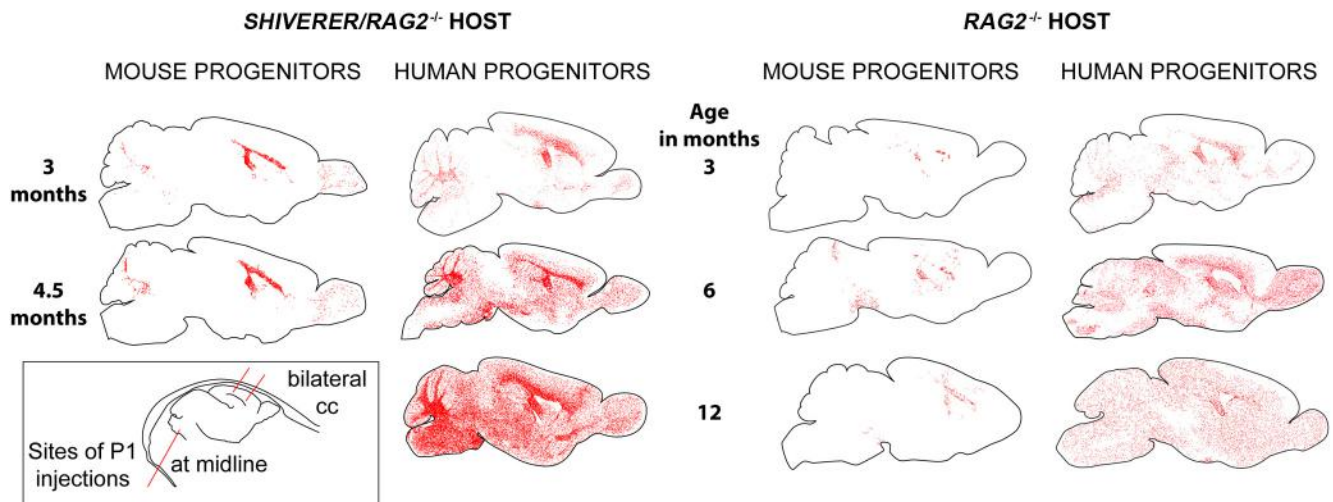 SHIVERER/RAG2-/- HOST
RAG2-/- HOST
MOUSE PROGENITORS
HUMAN PROGENITORS
MOUSE PROGENITORS
HUMAN PROGENITORS
3
months
4.5
months
Age
in months
3
6
12
bilateral
cc
Sites of P1
injections
at midline